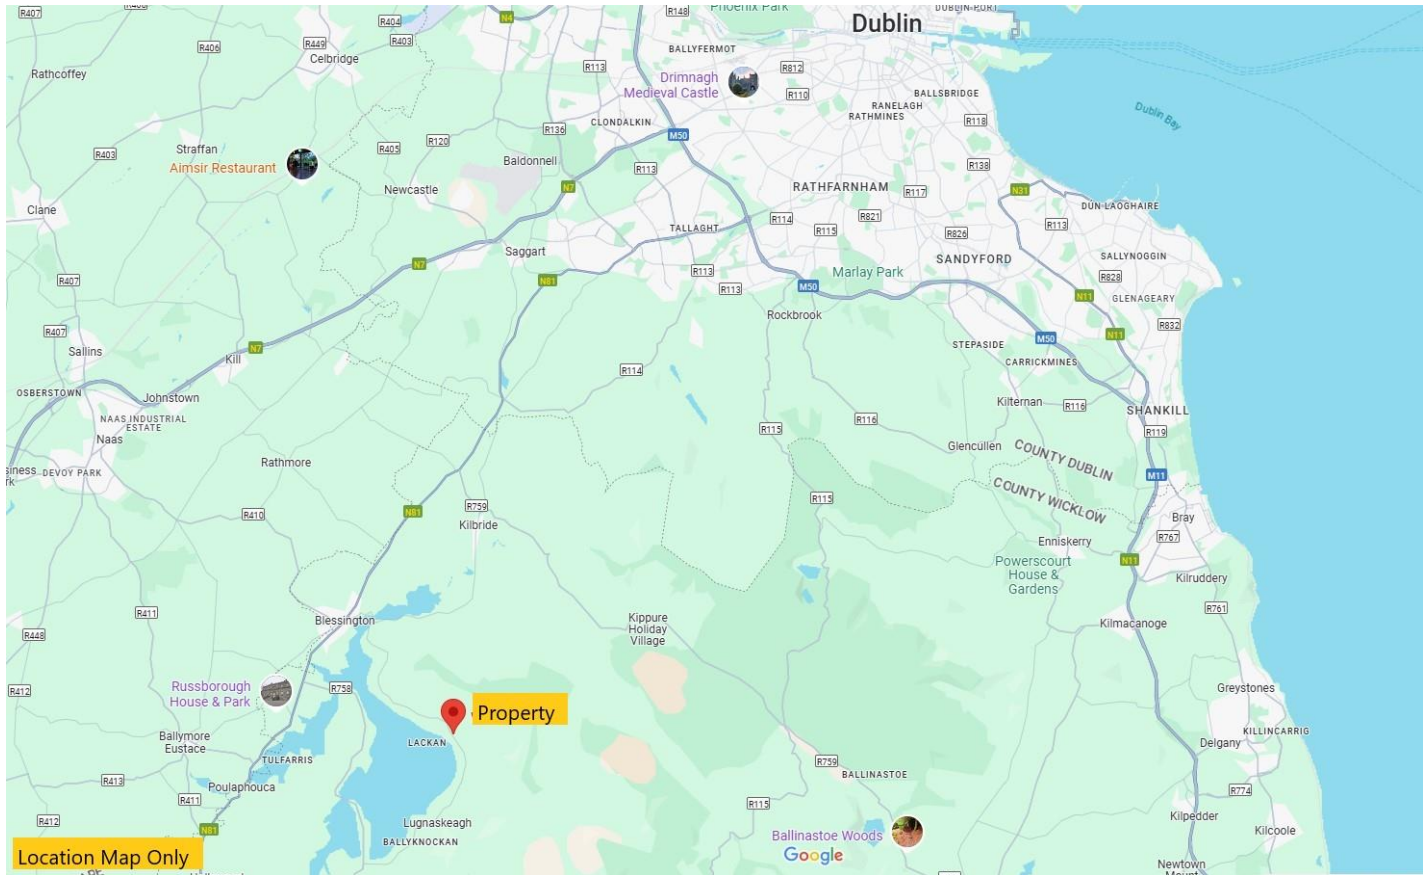 R407
R404
N4
R148
Phoenix Park
Dublin
DUBLIN PORT
R406
R449
R403
Celbridge
BALLYFERMOT
R113
R812
Rathcoffey
Drimnagh
Medieval Castle
R110
BALLSBRIDGE
RANELAGH
RATHMINES
Dublin Bay
R118
CLONDALKIN
R136
M50
R120
R405
R403
Straffan
Aimsir Restaurant
Baldonnell
R113
R138
Newcastle
N7
RATHFARNHAM
R117
N31
Clane
DUN LAOGHAIRE
R114
R821
R113
TALLAGHT
R115
R826
Saggart
N7
SANDYFORD
SALLYNOGGIN
R407
N81
R113
R113
Marlay Park
R828
M50
N11
GLENAGEARY
Rockbrook
R407
R832
N11
Sallins
N7
Kill
STEPASIDE
M50
CARRICKMINES
R114
OSBERSTOWN
Johnstown
Kilternan
R116
SHANKILL
NAAS INDUSTRIAL
ESTATE
R116
R115
R119
Naas
Glencullen
COUNTY DUBLIN
Rathmore
siness
rk
DEVOY PARK
M11
COUNTY WICKLOW
R115
R759
N81
R410
Kilbride
Bray
R767
Enniskerry
Powerscourt
House &
Gardens
N11
Kilruddery
R411
R761
Blessington
Kippure
Holiday
Village
Kilmacanoge
R448
Russborough
House & Park
R758
R412
Greystones
Property
Ballymore
Eustace
LACKAN
KILLINCARRIG
Delgany
TULFARRIS
R759
BALLINASTOE
R413
Poulaphouca
R774
R411
R115
R412
Lugnaskeagh
Kilpedder
N81
BALLYKNOCKAN
Ballinastoe Woods
Kilcoole
Location Map Only
Google
Newtown